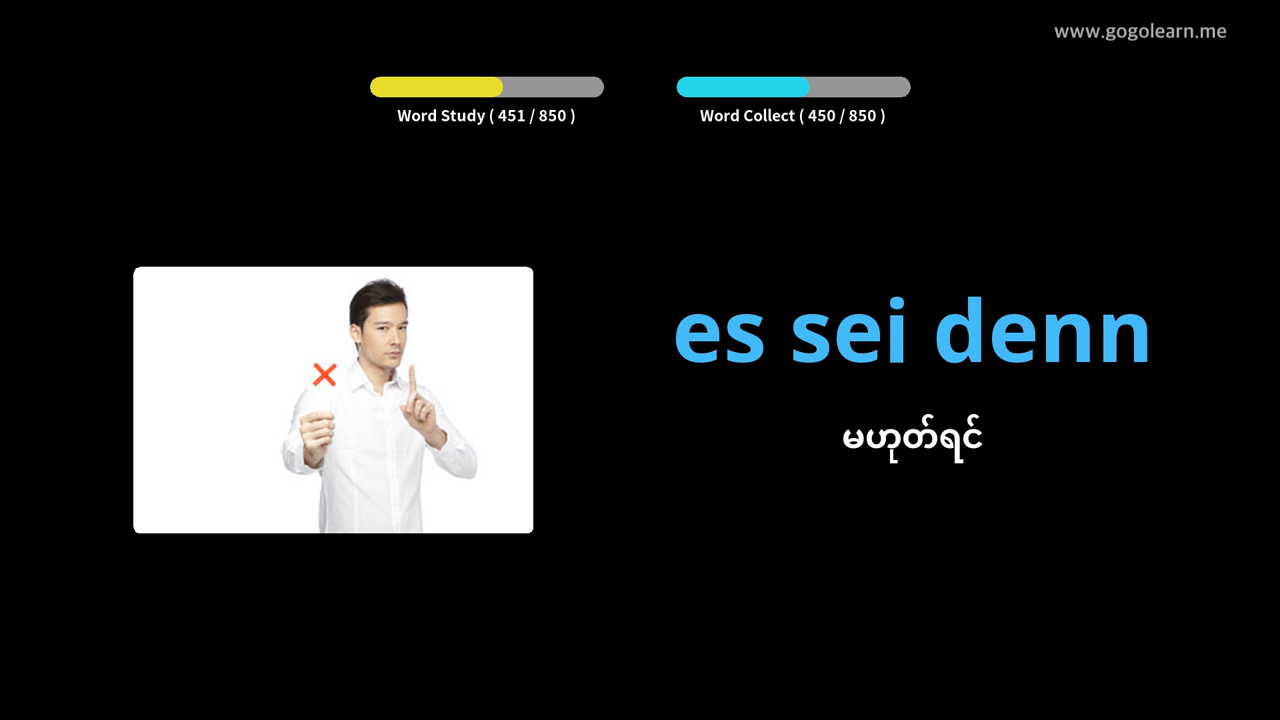 www.gogolearn.me
Word Study ( 451 / 850 )
Word Collect ( 450 / 850 )
es sei denn
မဟုတ်ရင်